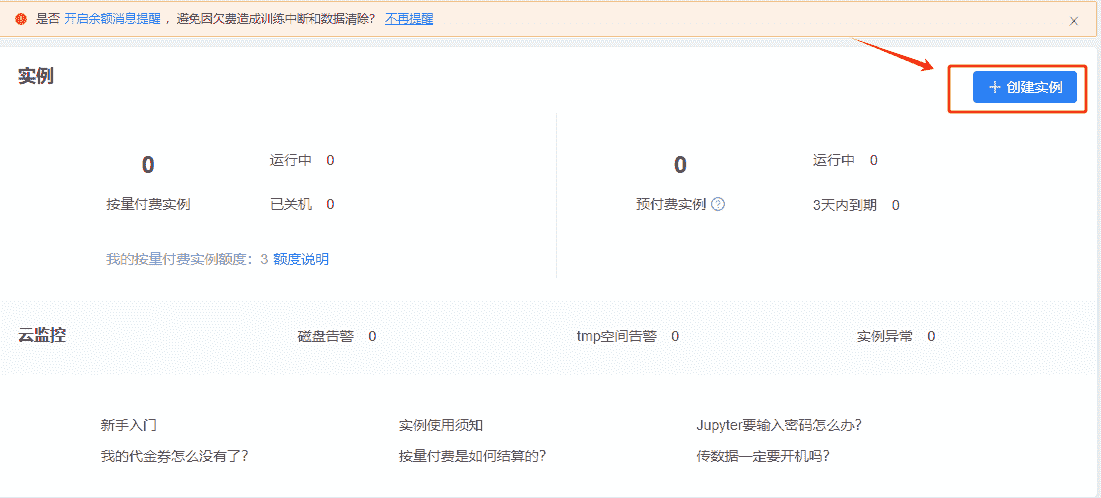 是否 开启余额消息提醒 ，避免因欠费造成训练中断和数据清除？ 不再提醒
实例
创建实例
0 运行中 0
按量付费实例 已关机 0
我的按量付费实例额度：3 额度说明
0 运行中 0
预付费实例 3天内到期 0
云监控 磁盘告警 0 tmp空间告警 0 实例异常 0
新手入门 实例使用须知 Jupyter要输入密码怎么办?
我的代金券怎么没有了? 按量付费是如何结算的? 传数据一定要开机吗?